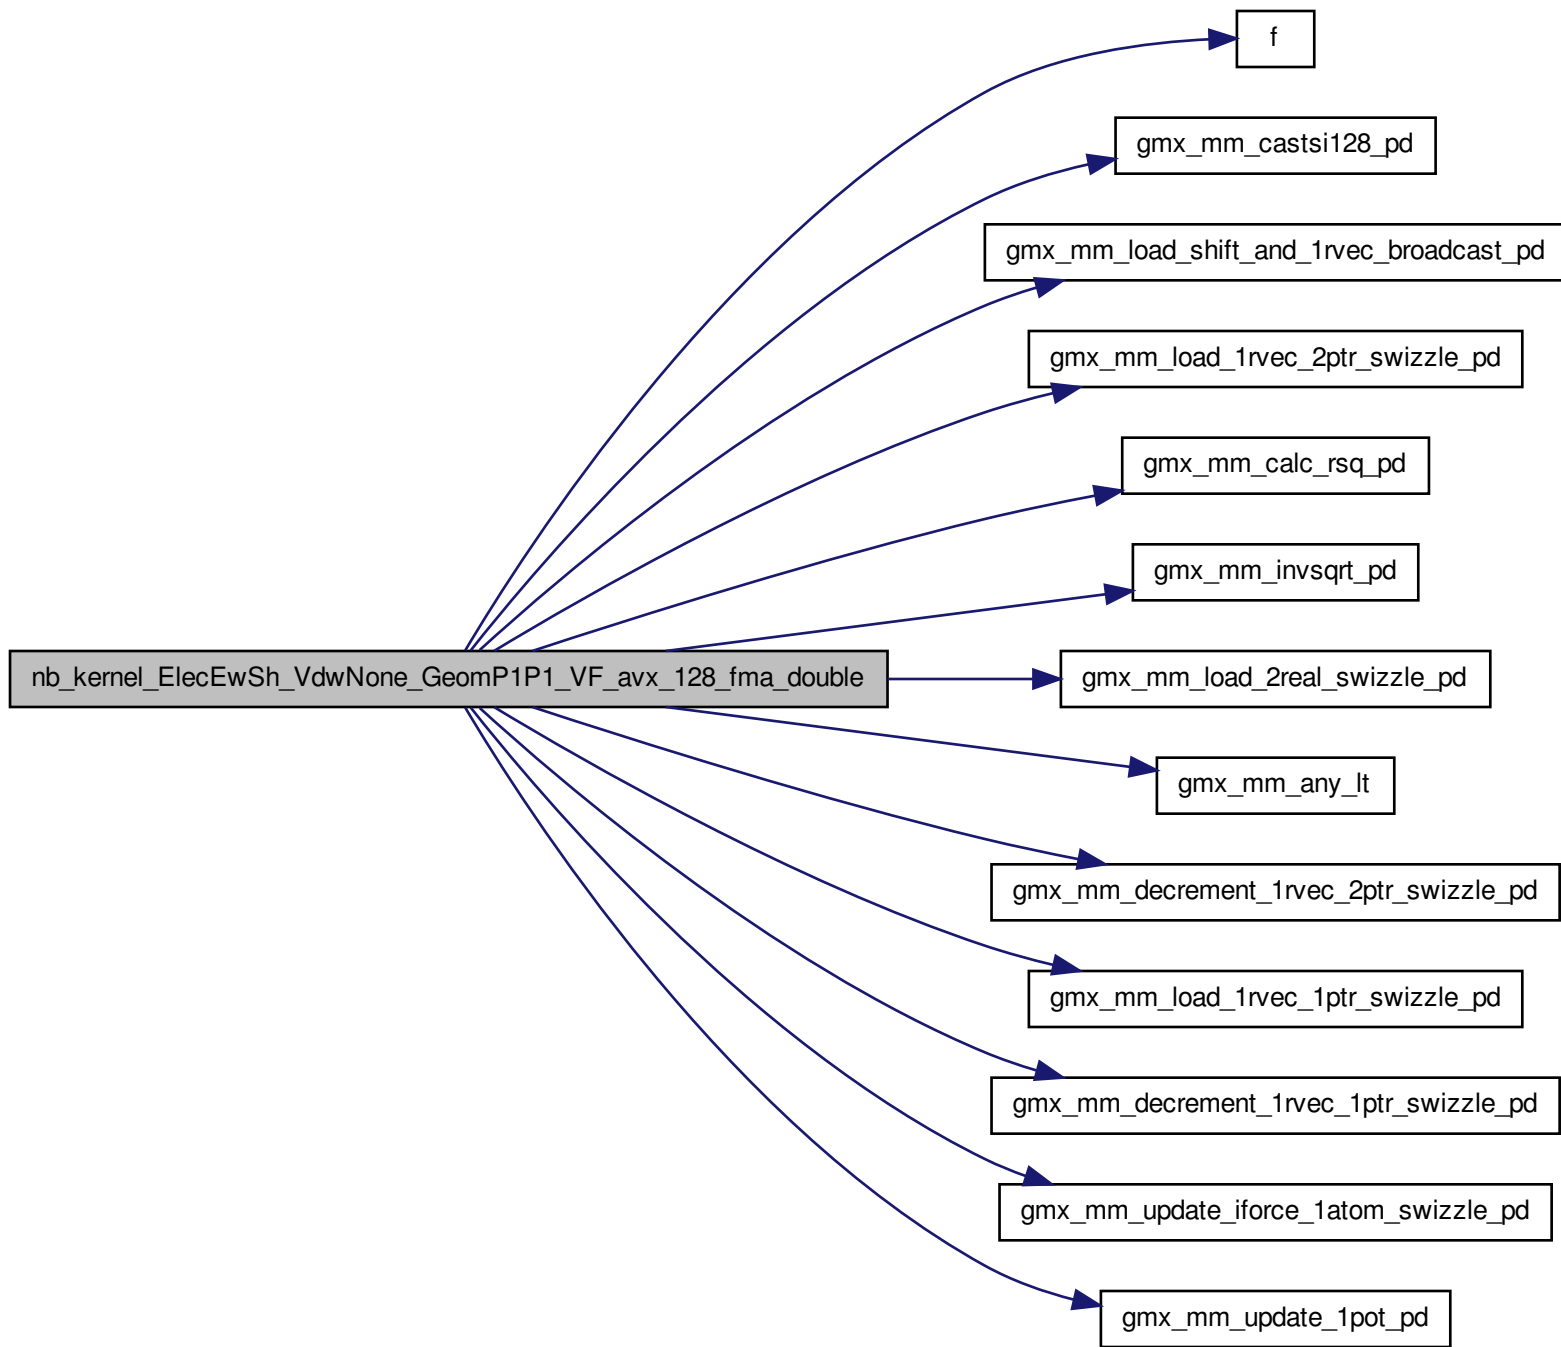 f
gmx_mm_castsi128_pd
gmx_mm_load_shift_and_1rvec_broadcast_pd
gmx_mm_load_1rvec_2ptr_swizzle_pd
gmx_mm_calc_rsq_pd
gmx_mm_invsqrt_pd
nb_kernel_ElecEwSh_VdwNone_GeomP1P1_VF_avx_128_fma_double
gmx_mm_load_2real_swizzle_pd
gmx_mm_any_lt
gmx_mm_decrement_1rvec_2ptr_swizzle_pd
gmx_mm_load_1rvec_1ptr_swizzle_pd
gmx_mm_decrement_1rvec_1ptr_swizzle_pd
gmx_mm_update_iforce_1atom_swizzle_pd
gmx_mm_update_1pot_pd